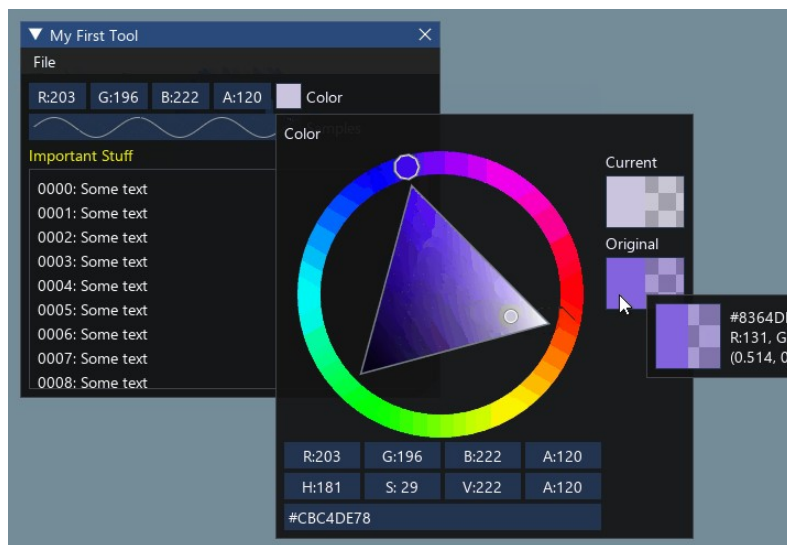 My First Tool
File
R:203 G:196 B:222 A:120 Color
Important Stuff
0000: Some text
0001: Some text
0002: Some text
0003: Some text
0004: Some text
0005: Some text
0006: Some text
0007: Some text
0008: Some text
Color
Current
Original
R:131, G
(0.514, 0
R:203 G:196 B:222 A:120
H:181 S: 29 V:222 A:120
#CBC4DE78